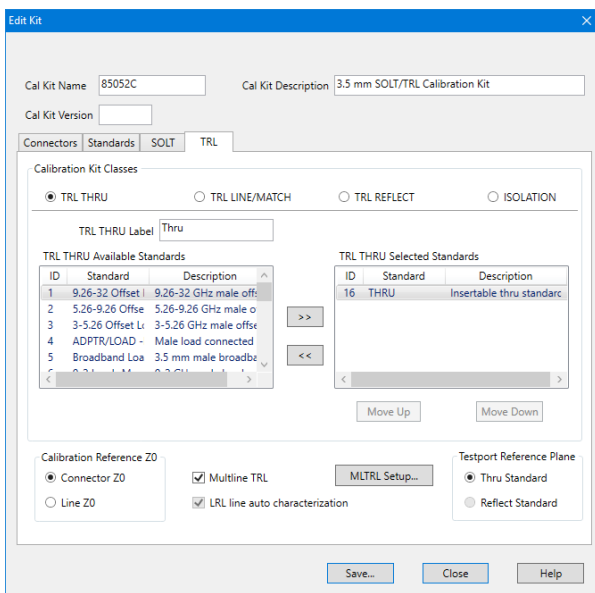 Edit Kit
Cal Kit Name 85052C Cal Kit Description 3.5 mm SOLT/TRL Calibration Kit
Cal Kit Version
Connectors Standards SOLT TRL
Calibration Kit Classes
TRL THRU TRL LINE/MATCH TRL REFLECT ISOLATION
TRL THRU Label Thru
TRL THRU Available Standards TRL THRU Selected Standards
ID Standard Description ID Standard Description
1 9.26-32 Offset 9.26-32 GHz male offs 16 THRU Insertable thru standarc
2 5.26-9.26 Offse 5.26-9.26 GHz male o
3 3-5.26 Offset Lo 3-5.26 GHz male offse
>>
4 ADPTR/LOAD - Male load connected
5 Broadband Loa 3.5 mm male broadba
<<
Move Up Move Down
Calibration Reference Z0 Testport Reference Plane
Connector Z0 Multline TRL MLTRL Setup... Thru Standard
Line Z0 LRL line auto characterization Reflect Standard
Save... Close Help